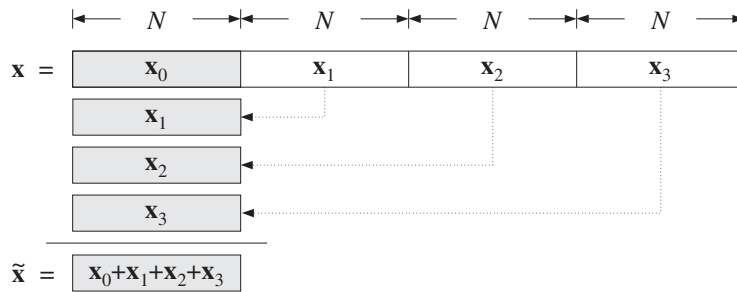 N N N N
x = x₀ x₁ x₂ x₃
x₁
x₂
x₃
x̃ = x₀+x₁+x₂+x₃